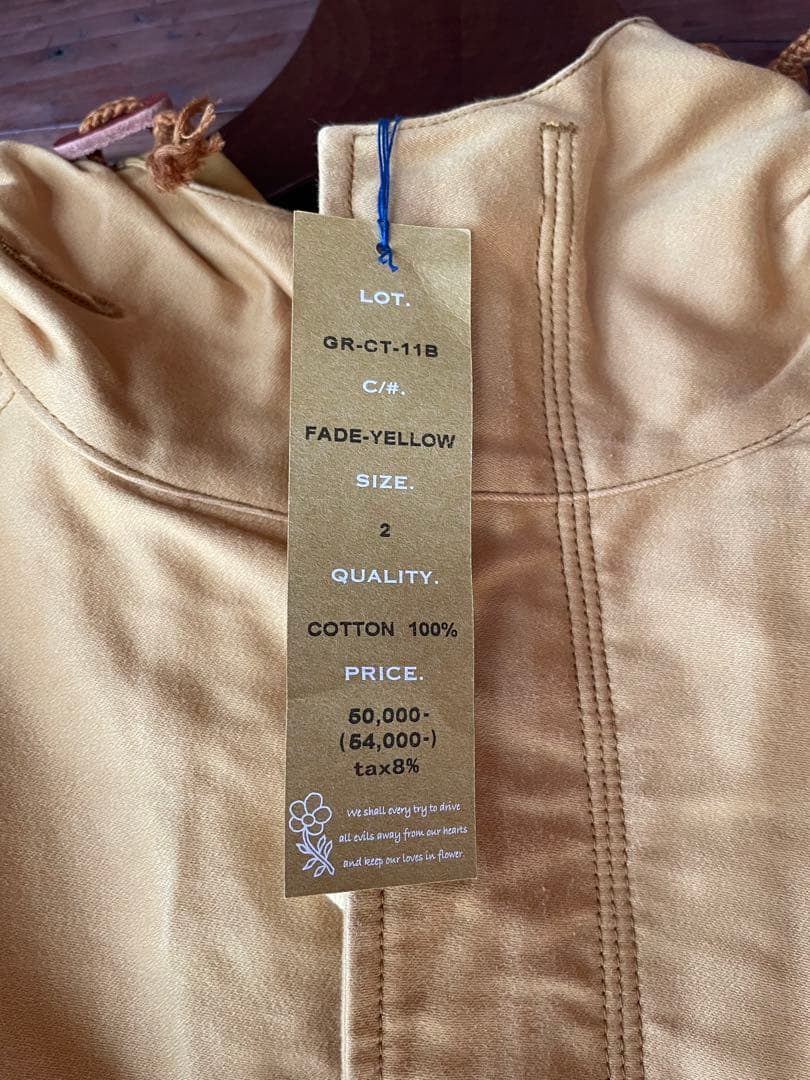 LOT.
GR-CT-11B
C/#.
FADE-YELLOW
SIZE.
2
QUALITY.
COTTON 100%
PRICE.
50,000-
(54,000-)
tax8%
We shall every try to drive
all evils away from our hearts
and keep our loves in flower.